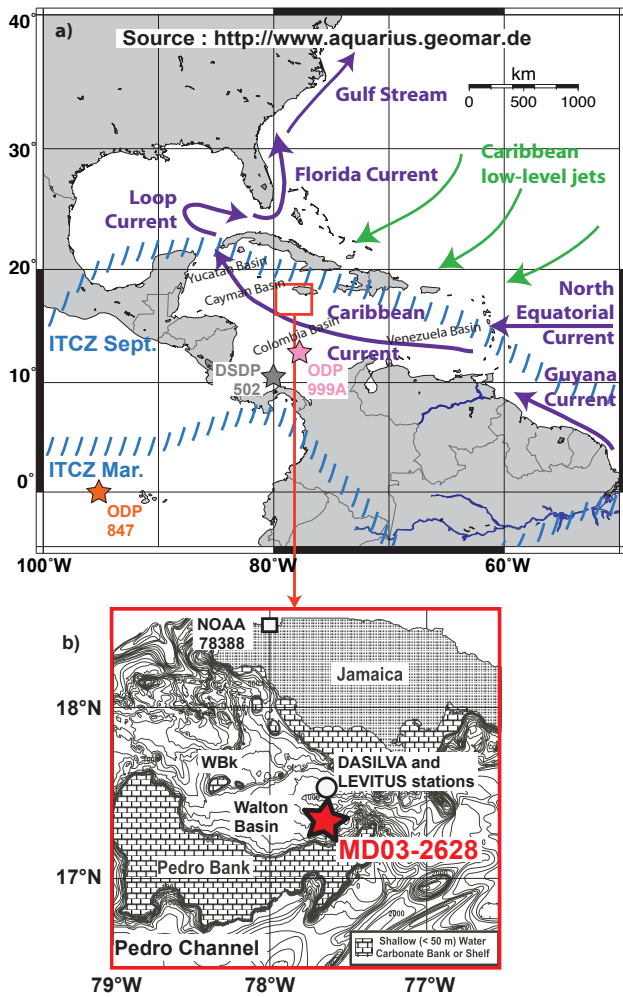 40°
a)
Source : http://www.aquarius.geomar.de
km
0 500 1000
Gulf Stream
30°
Florida Current
Caribbean
low-level jets
Loop
Current
20°
Yucatan Basin
Cayman Basin
Caribbean
Current
North
Equatorial
Current
ITCZ Sept.
Colombia Basin
Venezuela Basin
DSDP
502
ODP
999A
10°
Guyana
Current
ITCZ Mar.
0°
ODP
847
100°W 80°W 60°W
b)
NOAA
78388
Jamaica
18°N
WBk
DASILVA and
LEVITUS stations
Walton
Basin
MD03-2628
Pedro Bank
17°N
2000
Pedro Channel
Shallow (< 50 m) Water
Carbonate Bank or Shelf
79°W 78°W 77°W